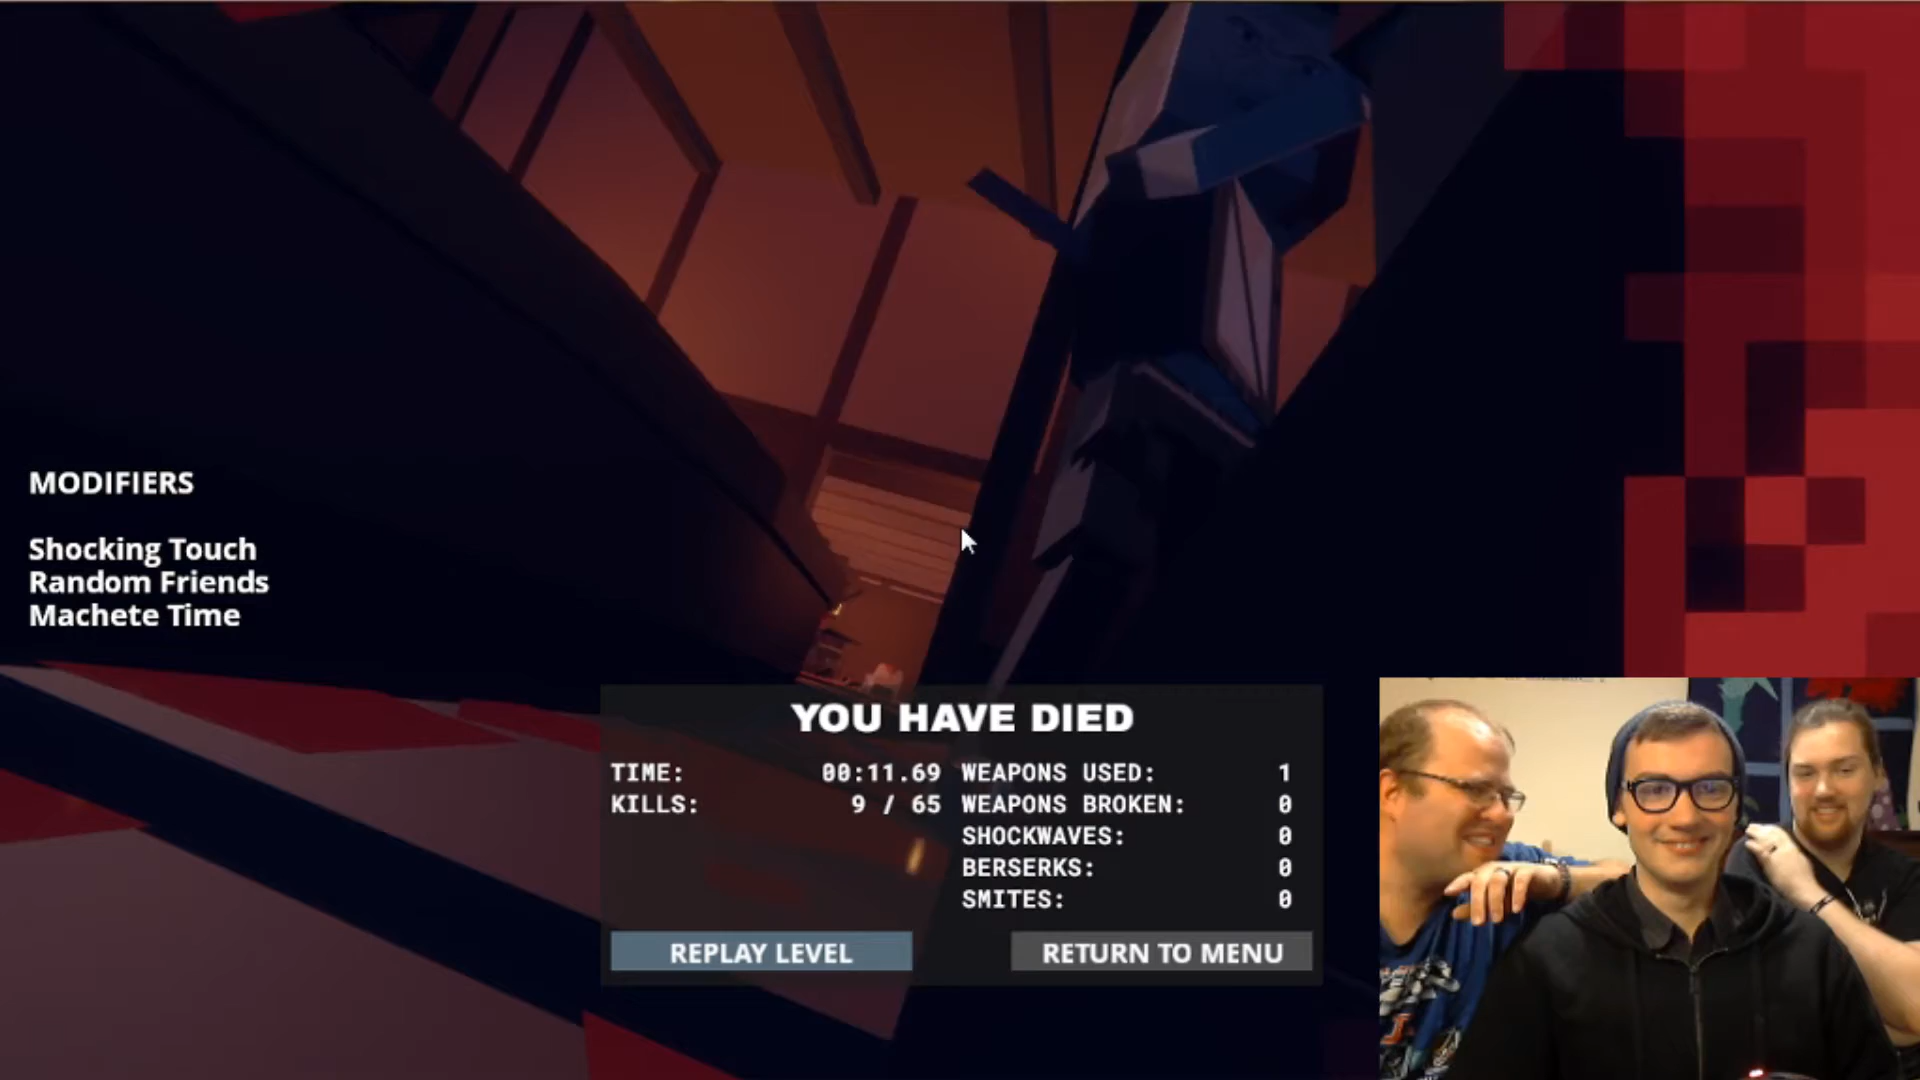 MODIFIERS
Shocking Touch
Random Friends
Machete Time
YOU HAVE DIED
TIME: 00:11.69
KILLS: 9 / 65
WEAPONS USED: 1
WEAPONS BROKEN: 0
SHOCKWAVES: 0
BERSERKS: 0
SMITES: 0
REPLAY LEVEL
RETURN TO MENU